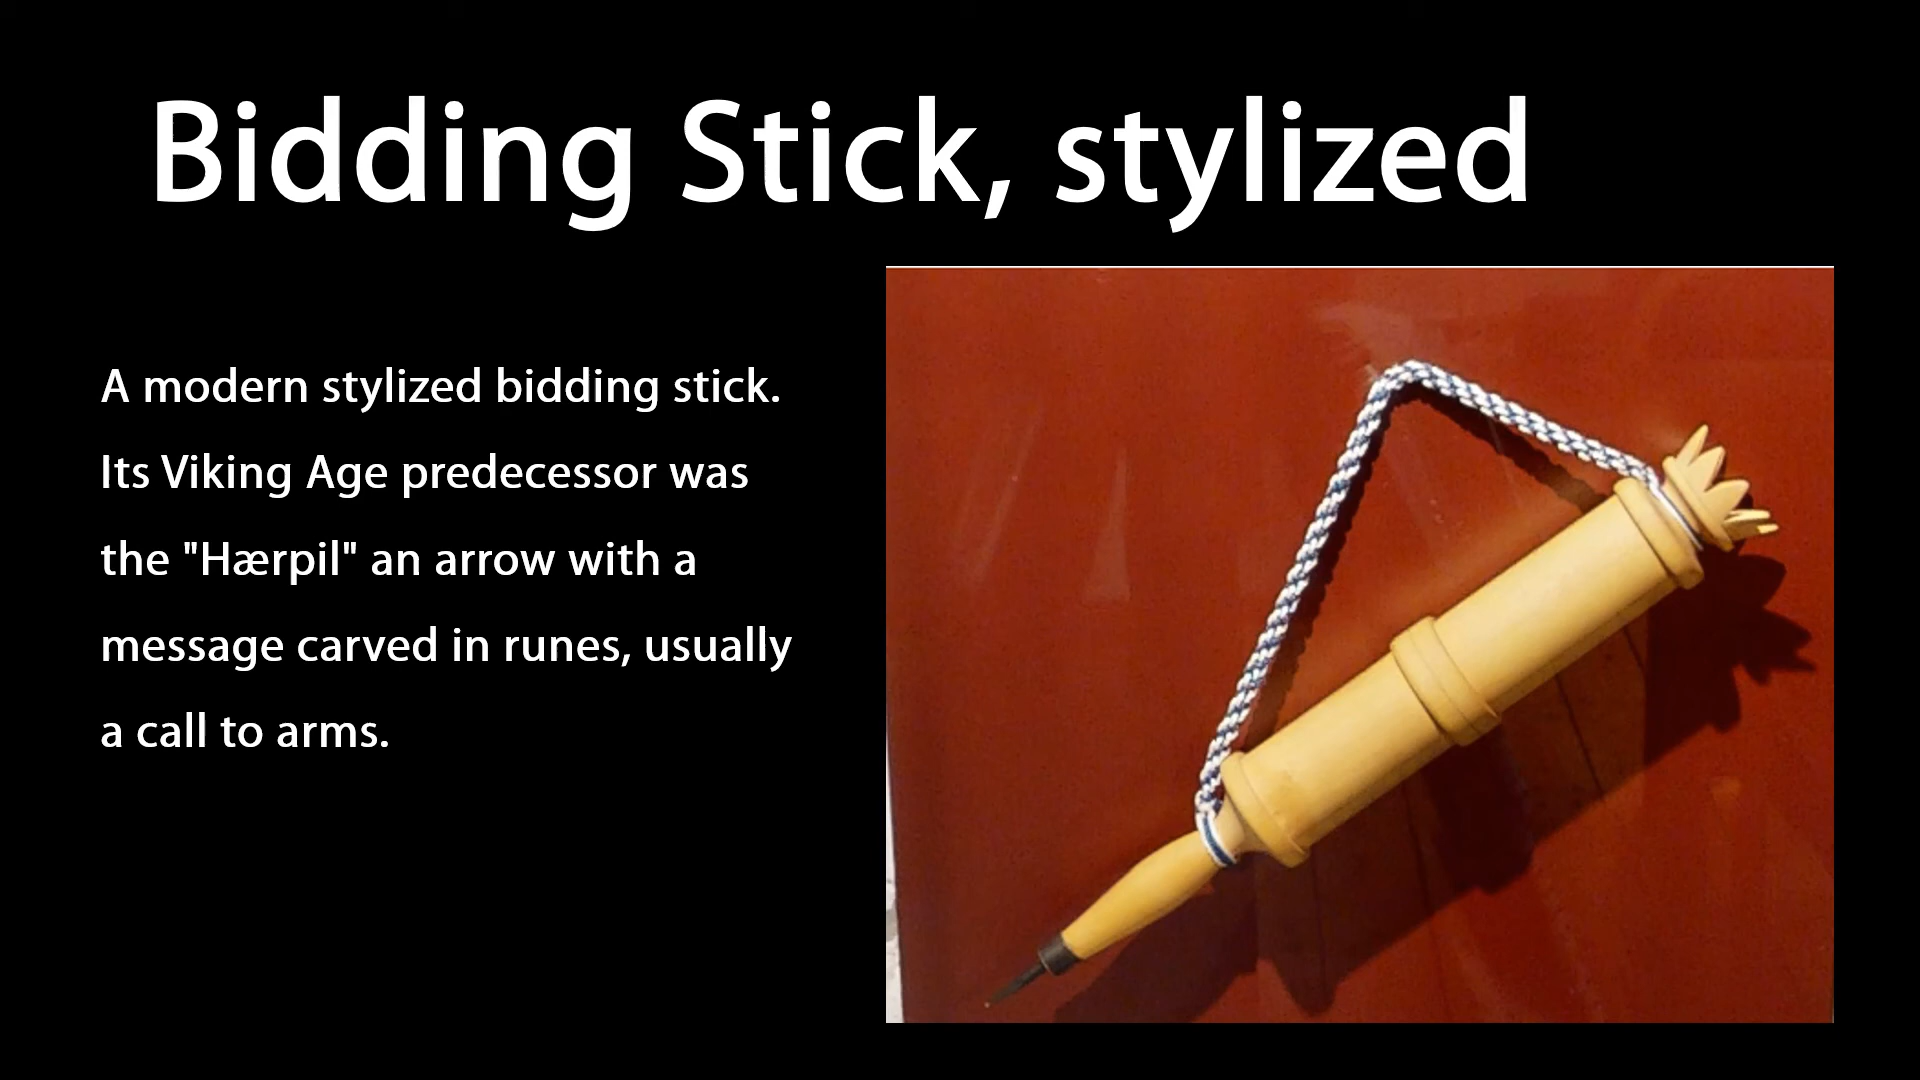 Bidding Stick, stylized
A modern stylized bidding stick.
Its Viking Age predecessor was
the "Hærpil" an arrow with a
message carved in runes, usually
a call to arms.